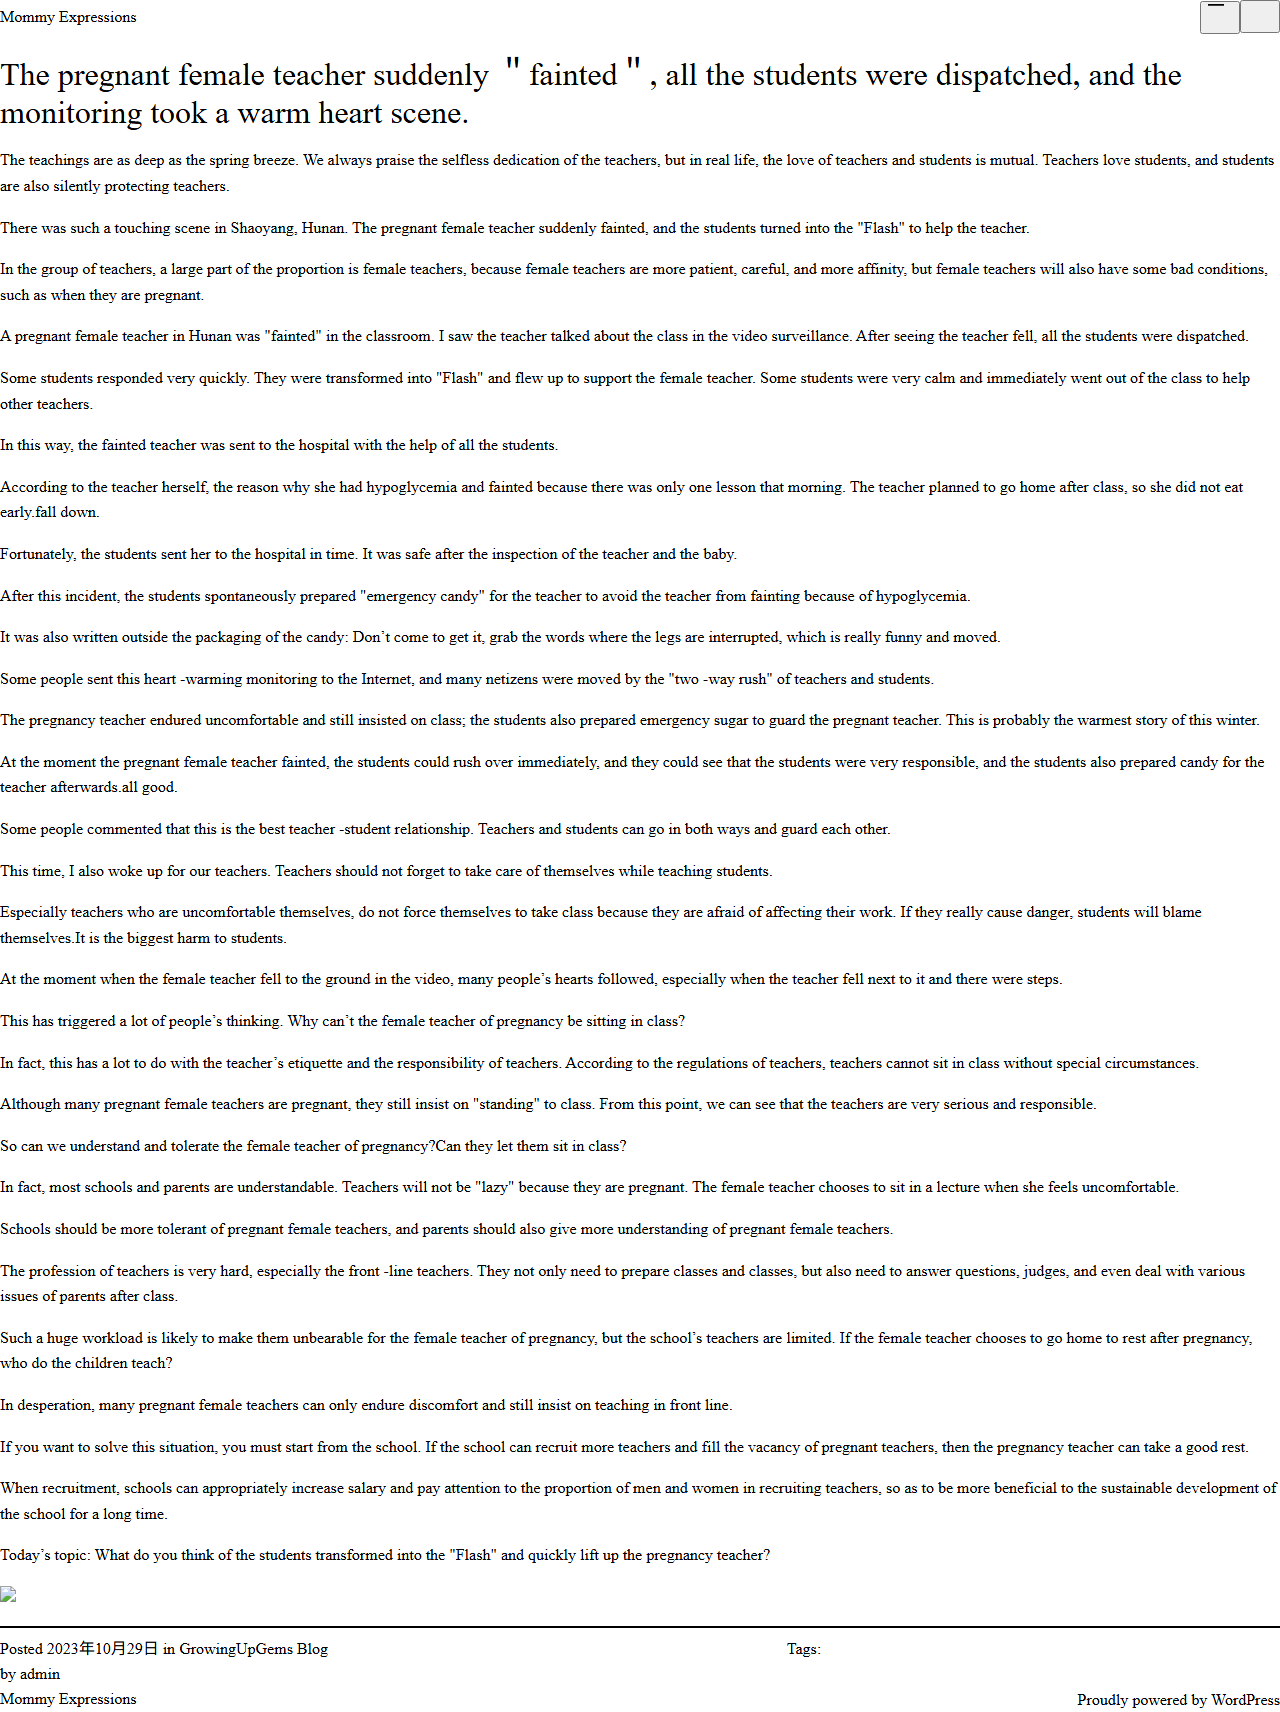 Mommy Expressions
The pregnant female teacher suddenly ＂fainted＂, all the students were dispatched, and the
monitoring took a warm heart scene.
The teachings are as deep as the spring breeze. We always praise the selfless dedication of the teachers, but in real life, the love of teachers and students is mutual. Teachers love students, and students
are also silently protecting teachers.
There was such a touching scene in Shaoyang, Hunan. The pregnant female teacher suddenly fainted, and the students turned into the "Flash" to help the teacher.
In the group of teachers, a large part of the proportion is female teachers, because female teachers are more patient, careful, and more affinity, but female teachers will also have some bad conditions,
such as when they are pregnant.
A pregnant female teacher in Hunan was "fainted" in the classroom. I saw the teacher talked about the class in the video surveillance. After seeing the teacher fell, all the students were dispatched.
Some students responded very quickly. They were transformed into "Flash" and flew up to support the female teacher. Some students were very calm and immediately went out of the class to help
other teachers.
In this way, the fainted teacher was sent to the hospital with the help of all the students.
According to the teacher herself, the reason why she had hypoglycemia and fainted because there was only one lesson that morning. The teacher planned to go home after class, so she did not eat
early.fall down.
Fortunately, the students sent her to the hospital in time. It was safe after the inspection of the teacher and the baby.
After this incident, the students spontaneously prepared "emergency candy" for the teacher to avoid the teacher from fainting because of hypoglycemia.
It was also written outside the packaging of the candy: Don’t come to get it, grab the words where the legs are interrupted, which is really funny and moved.
Some people sent this heart -warming monitoring to the Internet, and many netizens were moved by the "two -way rush" of teachers and students.
The pregnancy teacher endured uncomfortable and still insisted on class; the students also prepared emergency sugar to guard the pregnant teacher. This is probably the warmest story of this winter.
At the moment the pregnant female teacher fainted, the students could rush over immediately, and they could see that the students were very responsible, and the students also prepared candy for the
teacher afterwards.all good.
Some people commented that this is the best teacher -student relationship. Teachers and students can go in both ways and guard each other.
This time, I also woke up for our teachers. Teachers should not forget to take care of themselves while teaching students.
Especially teachers who are uncomfortable themselves, do not force themselves to take class because they are afraid of affecting their work. If they really cause danger, students will blame
themselves.It is the biggest harm to students.
At the moment when the female teacher fell to the ground in the video, many people’s hearts followed, especially when the teacher fell next to it and there were steps.
This has triggered a lot of people’s thinking. Why can’t the female teacher of pregnancy be sitting in class?
In fact, this has a lot to do with the teacher’s etiquette and the responsibility of teachers. According to the regulations of teachers, teachers cannot sit in class without special circumstances.
Although many pregnant female teachers are pregnant, they still insist on "standing" to class. From this point, we can see that the teachers are very serious and responsible.
So can we understand and tolerate the female teacher of pregnancy?Can they let them sit in class?
In fact, most schools and parents are understandable. Teachers will not be "lazy" because they are pregnant. The female teacher chooses to sit in a lecture when she feels uncomfortable.
Schools should be more tolerant of pregnant female teachers, and parents should also give more understanding of pregnant female teachers.
The profession of teachers is very hard, especially the front -line teachers. They not only need to prepare classes and classes, but also need to answer questions, judges, and even deal with various
issues of parents after class.
Such a huge workload is likely to make them unbearable for the female teacher of pregnancy, but the school’s teachers are limited. If the female teacher chooses to go home to rest after pregnancy,
who do the children teach?
In desperation, many pregnant female teachers can only endure discomfort and still insist on teaching in front line.
If you want to solve this situation, you must start from the school. If the school can recruit more teachers and fill the vacancy of pregnant teachers, then the pregnancy teacher can take a good rest.
When recruitment, schools can appropriately increase salary and pay attention to the proportion of men and women in recruiting teachers, so as to be more beneficial to the sustainable development of
the school for a long time.
Today’s topic: What do you think of the students transformed into the "Flash" and quickly lift up the pregnancy teacher?
Posted 2023年10月29日 in GrowingUpGems Blog
by admin
Tags:
Mommy Expressions
Proudly powered by WordPress